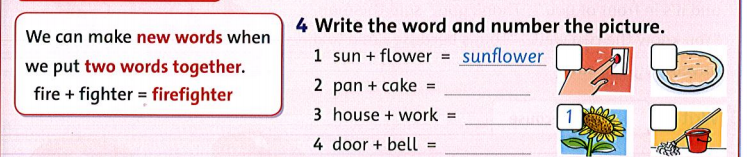 We can make new words when
we put two words together.
fire + fighter = firefighter
4 Write the word and number the picture.
1 sun + flower = sunflower
2 pan + cake =
3 house + work =
4 door + bell =
1